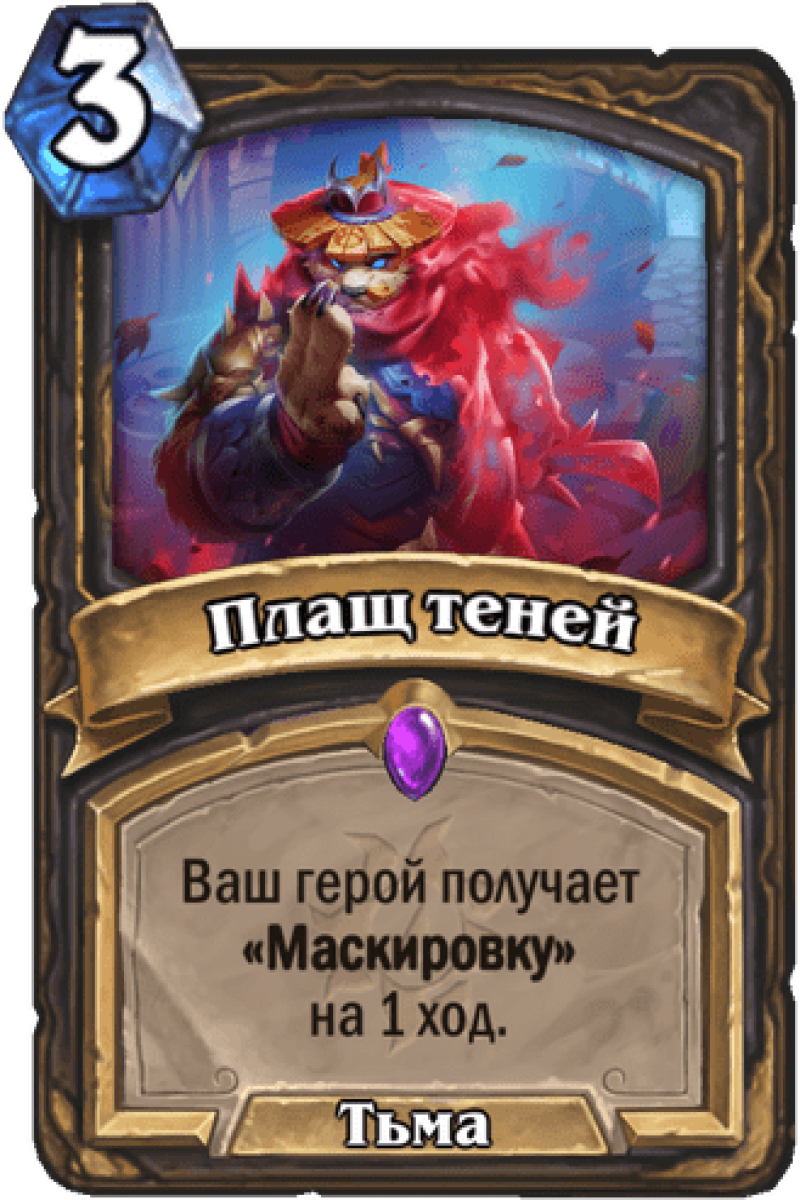 3
Плащ теней
Ваш герой получает
«Маскировку»
на 1 ход.
Тьма